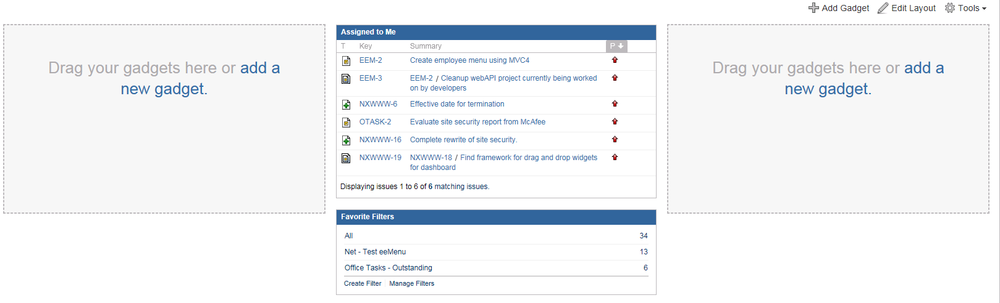 Add Gadget Edit Layout Tools
Drag your gadgets here or add a
new gadget.
Assigned to Me
T Key Summary P
EEM-2 Create employee menu using MVC4
EEM-3 EEM-2 / Cleanup webAPI project currently being worked
on by developers
NXWWW-6 Effective date for termination
OTASK-2 Evaluate site security report from McAfee
NXWWW-16 Complete rewrite of site security.
NXWWW-19 NXWWW-18 / Find framework for drag and drop widgets
for dashboard
Displaying issues 1 to 6 of 6 matching issues.
Favorite Filters
All 34
Net - Test eeMenu 13
Office Tasks - Outstanding 6
Create Filter Manage Filters
Drag your gadgets here or add a
new gadget.